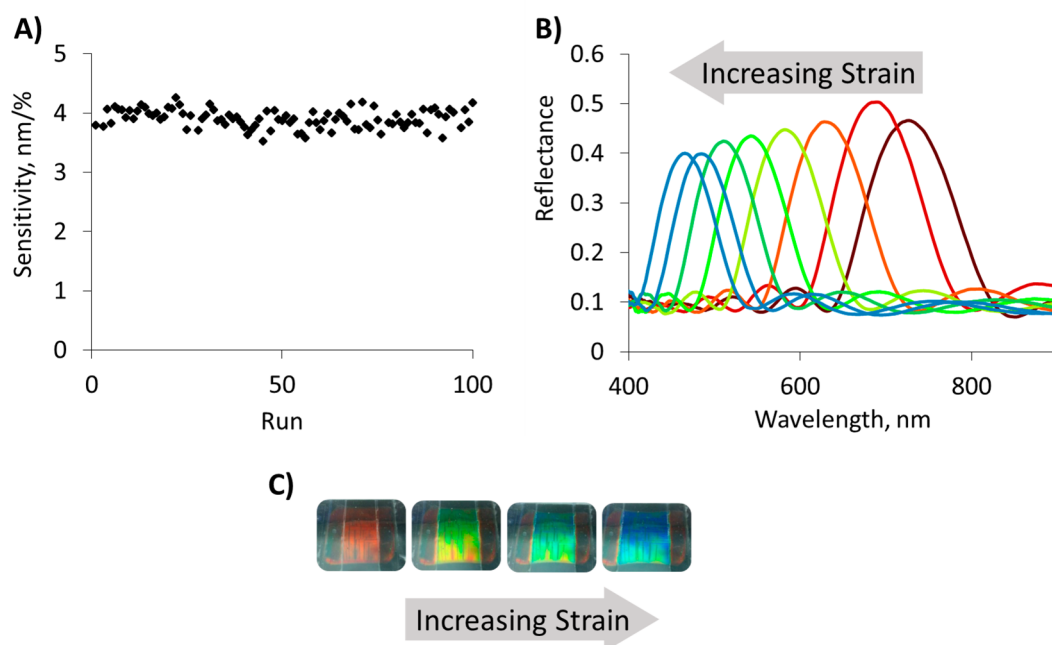 A)
5
4
3
2
1
0
Sensitivity, nm/%
0 50 100
Run
B)
Increasing Strain
0.6
0.5
0.4
0.3
0.2
0.1
0
Reflectance
400 600 800
Wavelength, nm
C)
Increasing Strain